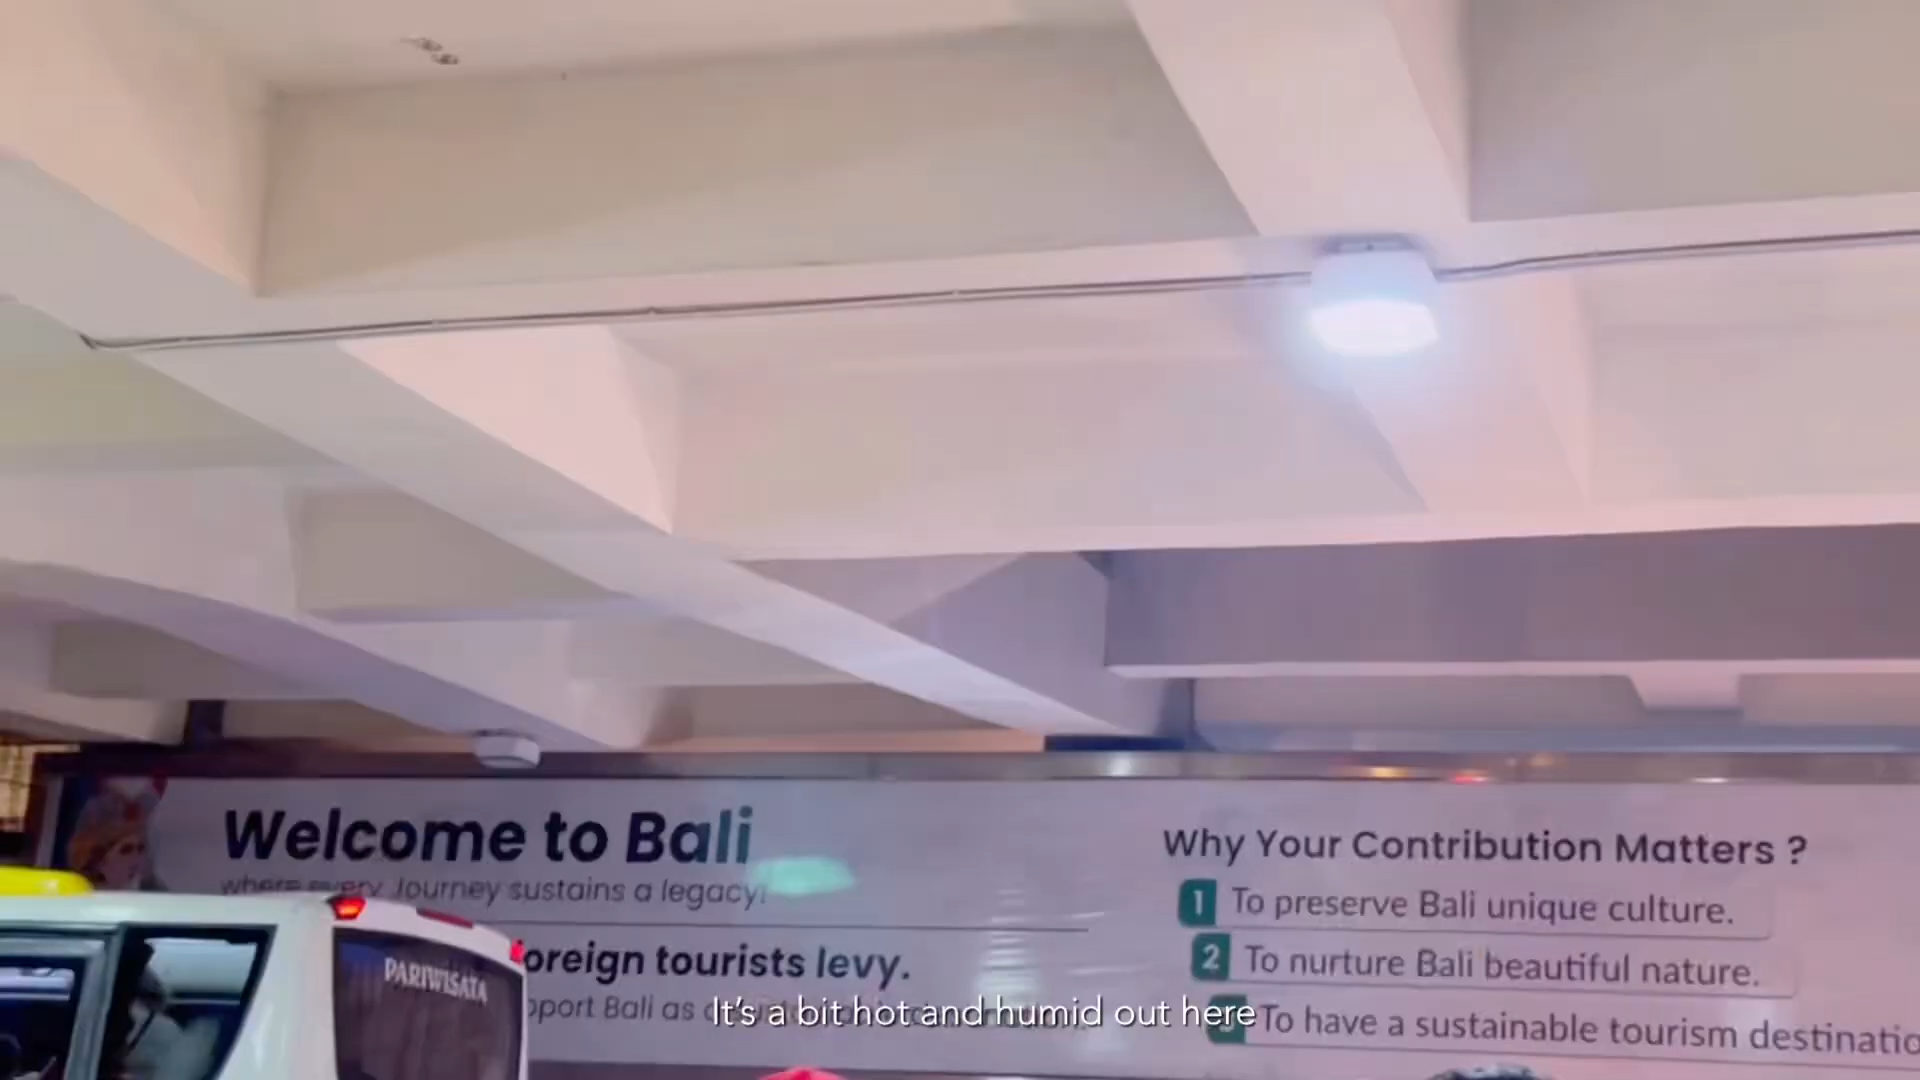 Welcome to Bali
where every Journey sustains a legacy!
oreign tourists levy.
pport Bali as
Why Your Contribution Matters ?
1 To preserve Bali unique culture.
2 To nurture Bali beautiful nature.
3 To have a sustainable tourism destinatio
PARIWISATA
It's a bit hot and humid out here